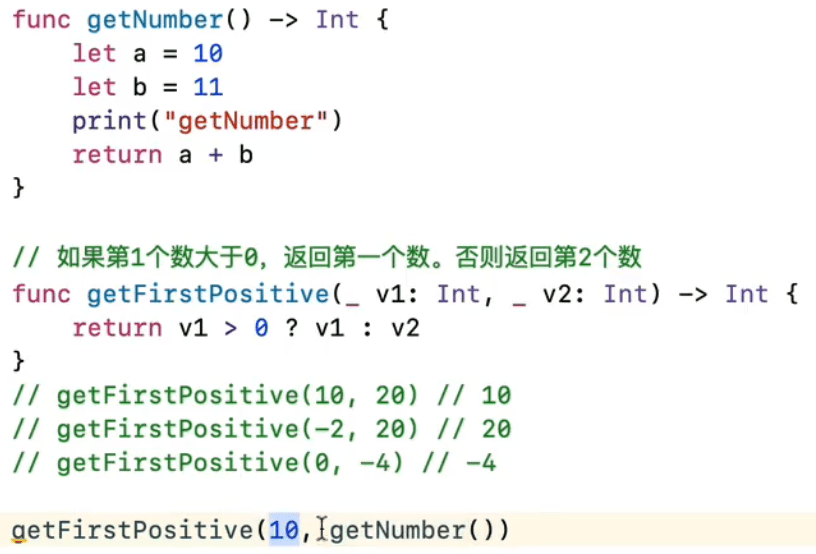 func getNumber() -> Int {
    let a = 10
    let b = 11
    print("getNumber")
    return a + b
}
// 如果第1个数大于0，返回第一个数。否则返回第2个数
func getFirstPositive(_ v1: Int, _ v2: Int) -> Int {
    return v1 > 0 ? v1 : v2
}
// getFirstPositive(10, 20) // 10
// getFirstPositive(-2, 20) // 20
// getFirstPositive(0, -4) // -4
getFirstPositive(10, getNumber())